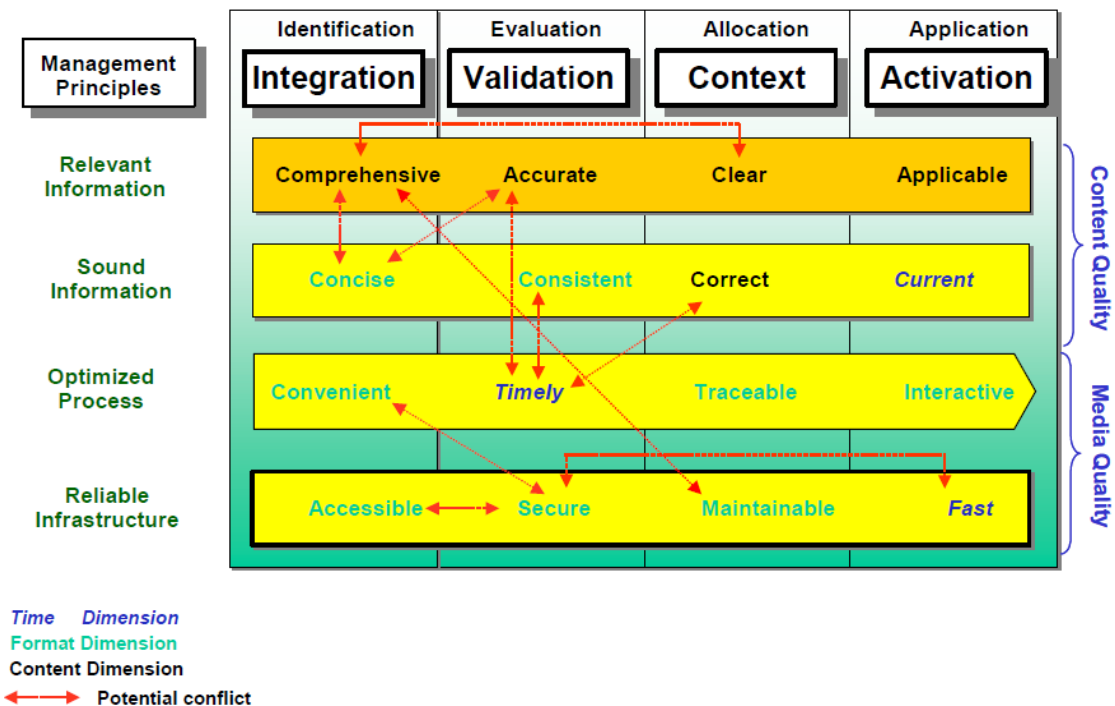 Identification Evaluation Allocation Application
Management
Principles
Integration Validation Context Activation
Relevant
Information
Comprehensive Accurate Clear Applicable
Sound
Information
Concise Consistent Correct Current
Content Quality
Optimized
Process
Convenient Timely Traceable Interactive
Reliable
Infrastructure
Accessible Secure Maintainable Fast
Media Quality
Time Dimension
Format Dimension
Content Dimension
Potential conflict